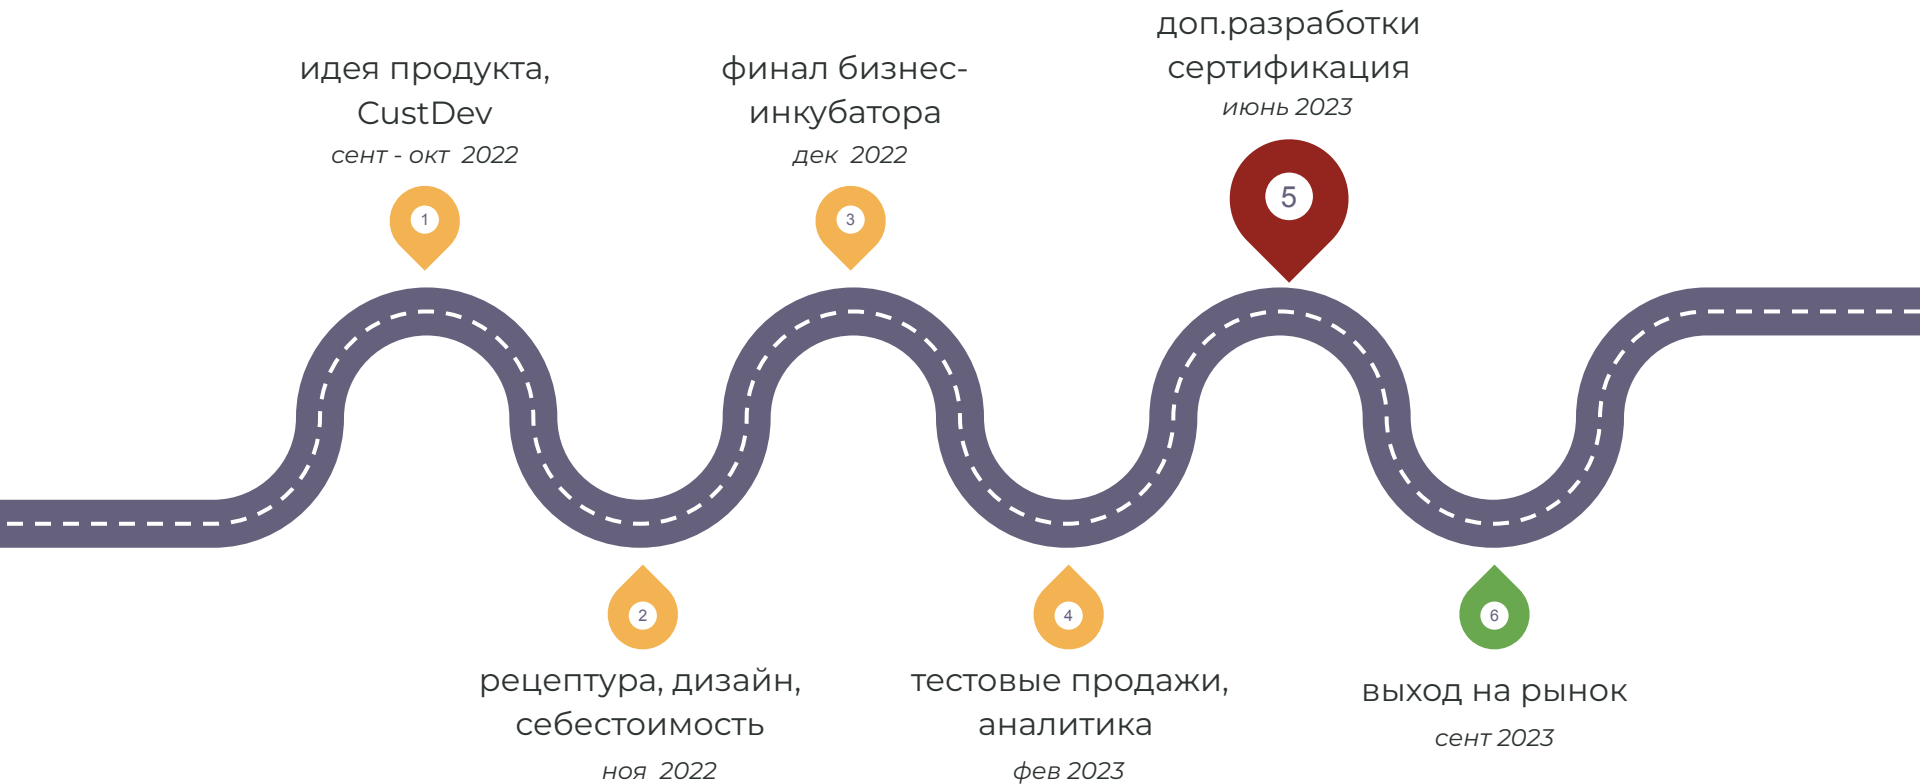 идея продукта,
CustDev
сент - окт 2022
1
рецептура, дизайн,
себестоимость
ноя 2022
2
финал бизнес-
инкубатора
дек 2022
3
тестовые продажи,
аналитика
фев 2023
4
доп.разработки
сертификация
июнь 2023
5
выход на рынок
сент 2023
6